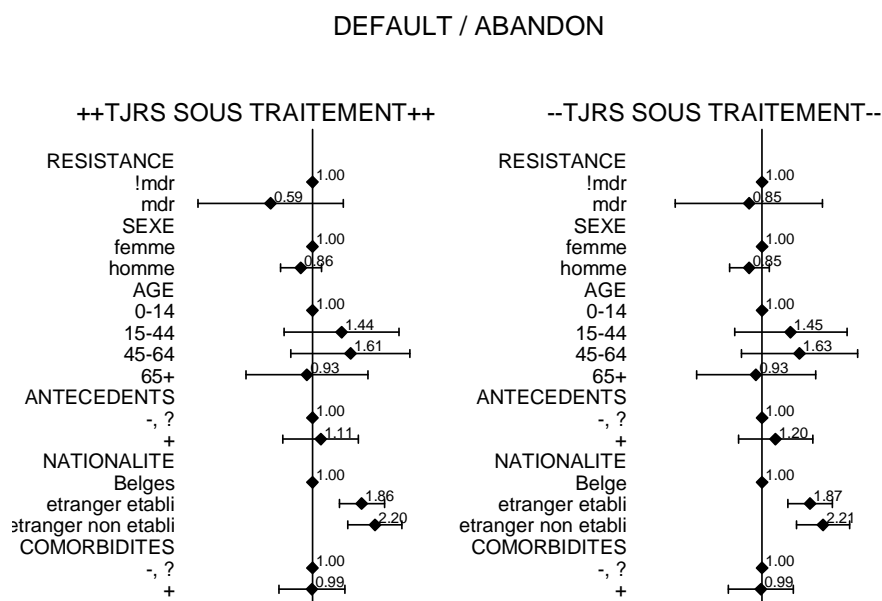 DEFAULT / ABANDON
++TJRS SOUS TRAITEMENT++
RESISTANCE
!mdr 1.00
mdr 0.59
SEXE
femme 1.00
homme 0.86
AGE
0-14 1.00
15-44 1.44
45-64 1.61
65+ 0.93
ANTECEDENTS
-, ? 1.00
+ 1.11
NATIONALITE
Belges 1.00
etranger etabli 1.86
etranger non etabli 2.20
COMORBIDITES
-, ? 1.00
+ 0.99
--TJRS SOUS TRAITEMENT--
RESISTANCE
!mdr 1.00
mdr 0.85
SEXE
femme 1.00
homme 0.85
AGE
0-14 1.00
15-44 1.45
45-64 1.63
65+ 0.93
ANTECEDENTS
-, ? 1.00
+ 1.20
NATIONALITE
Belge 1.00
etranger etabli 1.87
etranger non etabli 2.21
COMORBIDITES
-, ? 1.00
+ 0.99